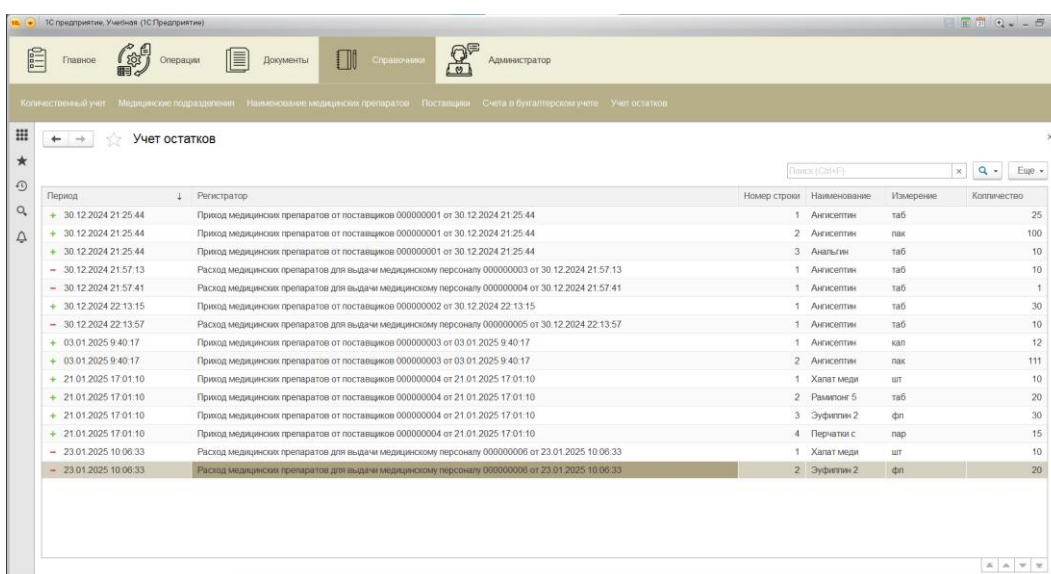 1С предприятие, Учебная (1С:Предприятие)
Главное Операции Документы Справочники Администратор
Количественный учет Медицинские подразделения Наименование медицинских препаратов Поставщики Счета в бухгалтерском учете Учет остатков
Учет остатков
Поиск (Ctrl+F) × Еще
Период ↓ Регистратор Номер строки Наименование Измерение Колличество
+ 30.12.2024 21:25:44 Приход медицинских препаратов от поставщиков 000000001 от 30.12.2024 21:25:44 1 Ангисептин таб 25
+ 30.12.2024 21:25:44 Приход медицинских препаратов от поставщиков 000000001 от 30.12.2024 21:25:44 2 Ангисептин пак 100
+ 30.12.2024 21:25:44 Приход медицинских препаратов от поставщиков 000000001 от 30.12.2024 21:25:44 3 Анальгин таб 10
- 30.12.2024 21:57:13 Расход медицинских препаратов для выдачи медицинскому персоналу 000000003 от 30.12.2024 21:57:13 1 Ангисептин таб 10
- 30.12.2024 21:57:41 Расход медицинских препаратов для выдачи медицинскому персоналу 000000004 от 30.12.2024 21:57:41 1 Ангисептин таб 1
+ 30.12.2024 22:13:15 Приход медицинских препаратов от поставщиков 000000002 от 30.12.2024 22:13:15 1 Ангисептин таб 30
- 30.12.2024 22:13:57 Расход медицинских препаратов для выдачи медицинскому персоналу 000000005 от 30.12.2024 22:13:57 1 Ангисептин таб 10
+ 03.01.2025 9:40:17 Приход медицинских препаратов от поставщиков 000000003 от 03.01.2025 9:40:17 1 Ангисептин кап 12
+ 03.01.2025 9:40:17 Приход медицинских препаратов от поставщиков 000000003 от 03.01.2025 9:40:17 2 Ангисептин пак 111
+ 21.01.2025 17:01:10 Приход медицинских препаратов от поставщиков 000000004 от 21.01.2025 17:01:10 1 Халат меди шт 10
+ 21.01.2025 17:01:10 Приход медицинских препаратов от поставщиков 000000004 от 21.01.2025 17:01:10 2 Рамилонг 5 таб 20
+ 21.01.2025 17:01:10 Приход медицинских препаратов от поставщиков 000000004 от 21.01.2025 17:01:10 3 Эуфиллин 2 фл 30
+ 21.01.2025 17:01:10 Приход медицинских препаратов от поставщиков 000000004 от 21.01.2025 17:01:10 4 Перчатки с пар 15
- 23.01.2025 10:06:33 Расход медицинских препаратов для выдачи медицинскому персоналу 000000006 от 23.01.2025 10:06:33 1 Халат меди шт 10
- 23.01.2025 10:06:33 Расход медицинских препаратов для выдачи медицинскому персоналу 000000006 от 23.01.2025 10:06:33 2 Эуфиллин 2 фл 20